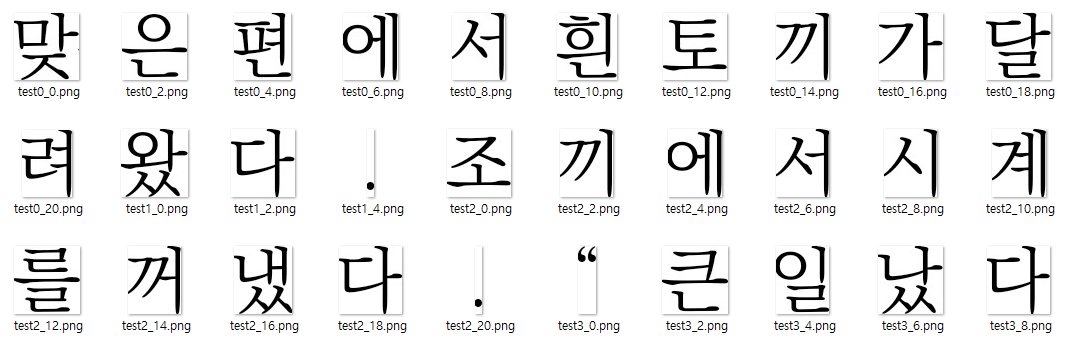 맞 은 편 에 서 흰 토 끼 가 달
test0_0.png test0_2.png test0_4.png test0_6.png test0_8.png test0_10.png test0_12.png test0_14.png test0_16.png test0_18.png
려 왔 다 . 조 끼 에 서 시 계
test0_20.png test1_0.png test1_2.png test1_4.png test2_0.png test2_2.png test2_4.png test2_6.png test2_8.png test2_10.png
를 꺼 냈 다 . “ 큰 일 났 다
test2_12.png test2_14.png test2_16.png test2_18.png test2_20.png test3_0.png test3_2.png test3_4.png test3_6.png test3_8.png